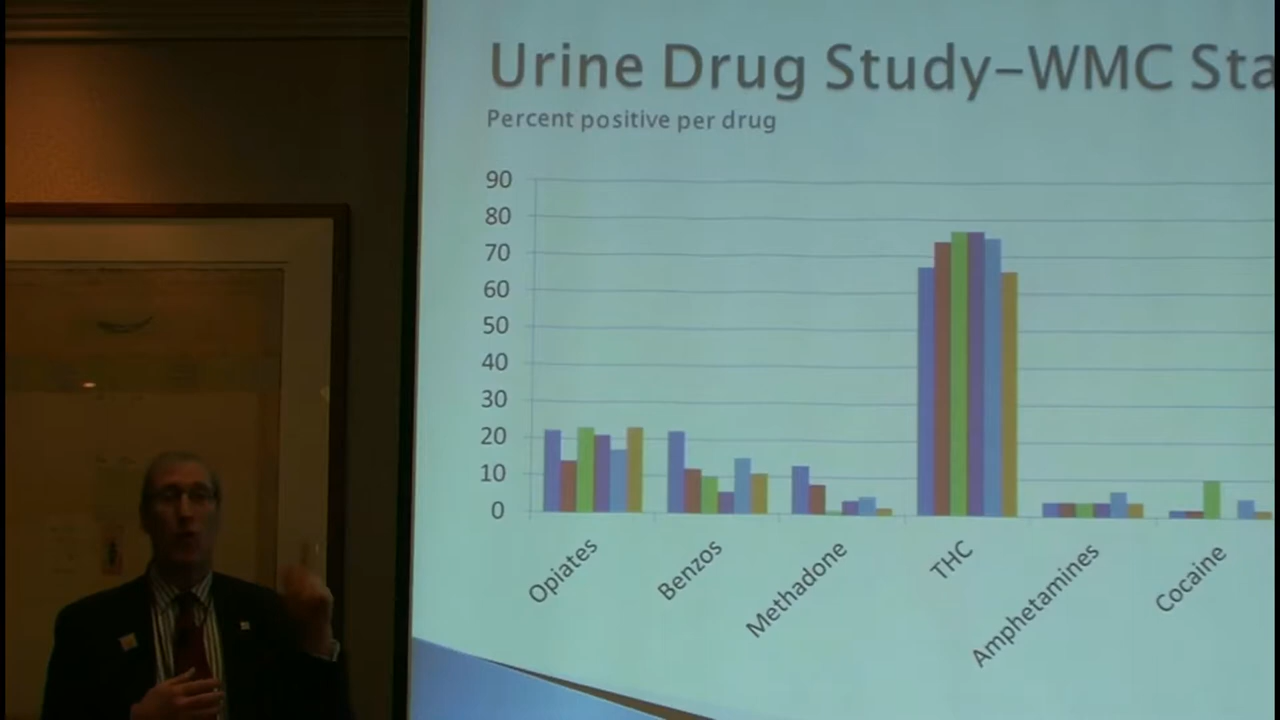 Urine Drug Study–WMC Sta
Percent positive per drug
90
80
70
60
50
40
30
20
10
0
Opiates
Benzos
Methadone
THC
Amphetamines
Cocaine